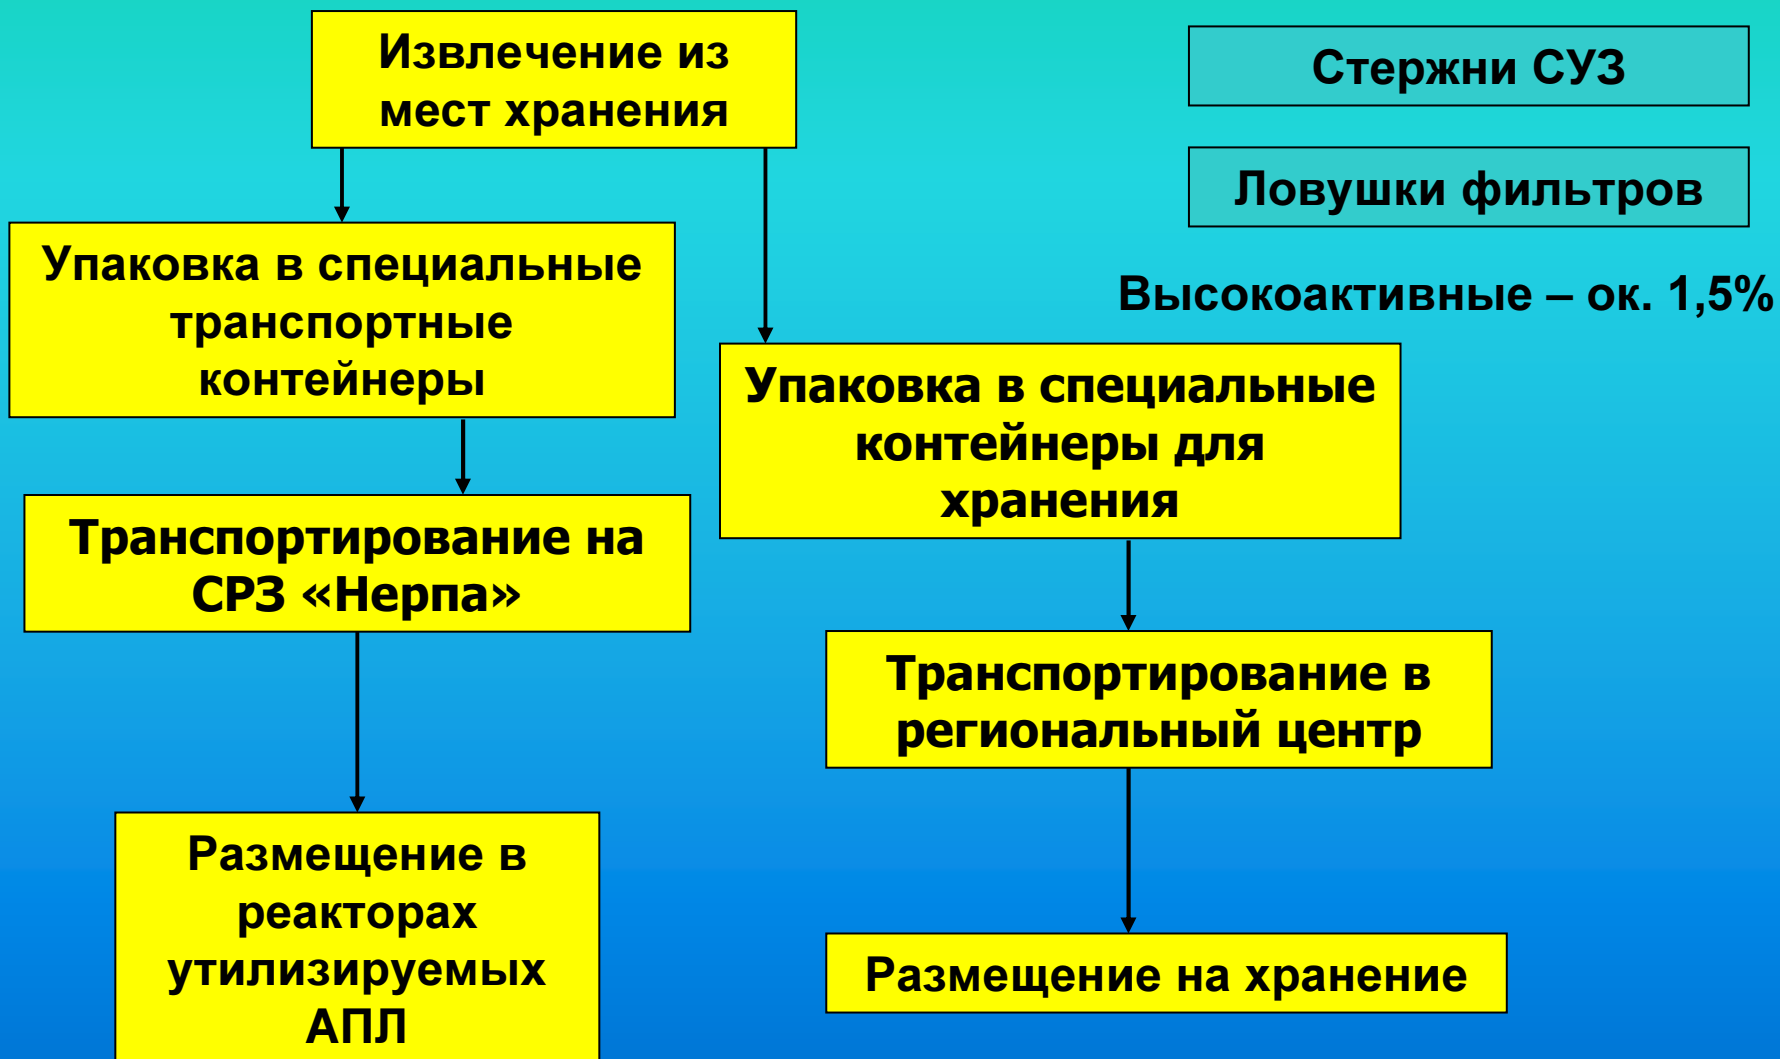 Извлечение из
мест хранения
Стержни СУЗ
Ловушки фильтров
Высокоактивные – ок. 1,5%
Упаковка в специальные
транспортные
контейнеры
Упаковка в специальные
контейнеры для
хранения
Транспортирование на
СРЗ «Нерпа»
Транспортирование в
региональный центр
Размещение в
реакторах
утилизируемых
АПЛ
Размещение на хранение